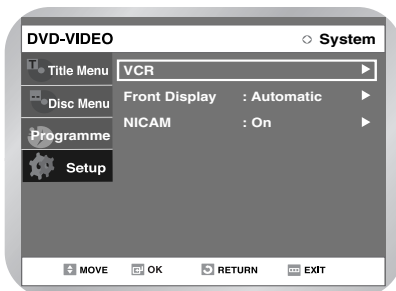 DVD-VIDEO ◇ System
Title Menu
Disc Menu
Programme
Setup
VCR ►
Front Display : Automatic ►
NICAM : On ►
MOVE OK RETURN EXIT